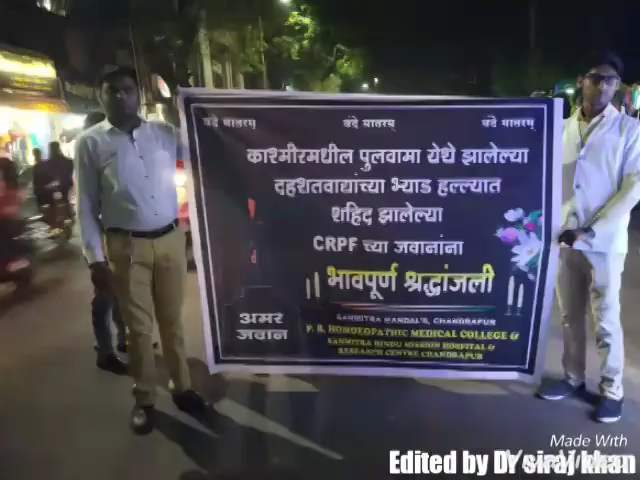 वंदे मातरम् वंदे मातरम् वंदे मातरम्
काश्मीरमधील पुलवामा येथे झालेल्या
दहशतवाद्यांच्या भ्याड हल्ल्यात
शहिद झालेल्या
CRPF च्या जवानांना
भावपूर्ण श्रद्धांजली
अमर
जवान
SANMITRA MANDAL'S, CHANDRAPUR
P. R. HOMOEOPATHIC MEDICAL COLLEGE &
SANMITRA HINDU MISSION HOSPITAL &
RESEARCH CENTRE CHANDRAPUR
Made With
Edited by Dr siraj khan